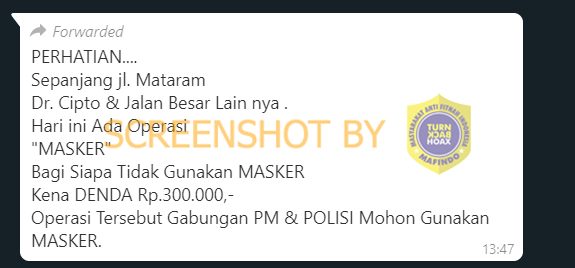 Forwarded
PERHATIAN....
Sepanjang jl. Mataram
Dr. Cipto & Jalan Besar Lain nya .
Hari ini Ada Operasi
"MASKER"
SCREENSHOT BY
MASYARAKAT ANTI FITNAH INDONESIA
TURN
BACK
HOAX
MAFINDO
Bagi Siapa Tidak Gunakan MASKER
Kena DENDA Rp.300.000,-
Operasi Tersebut Gabungan PM & POLISI Mohon Gunakan
MASKER.
13:47